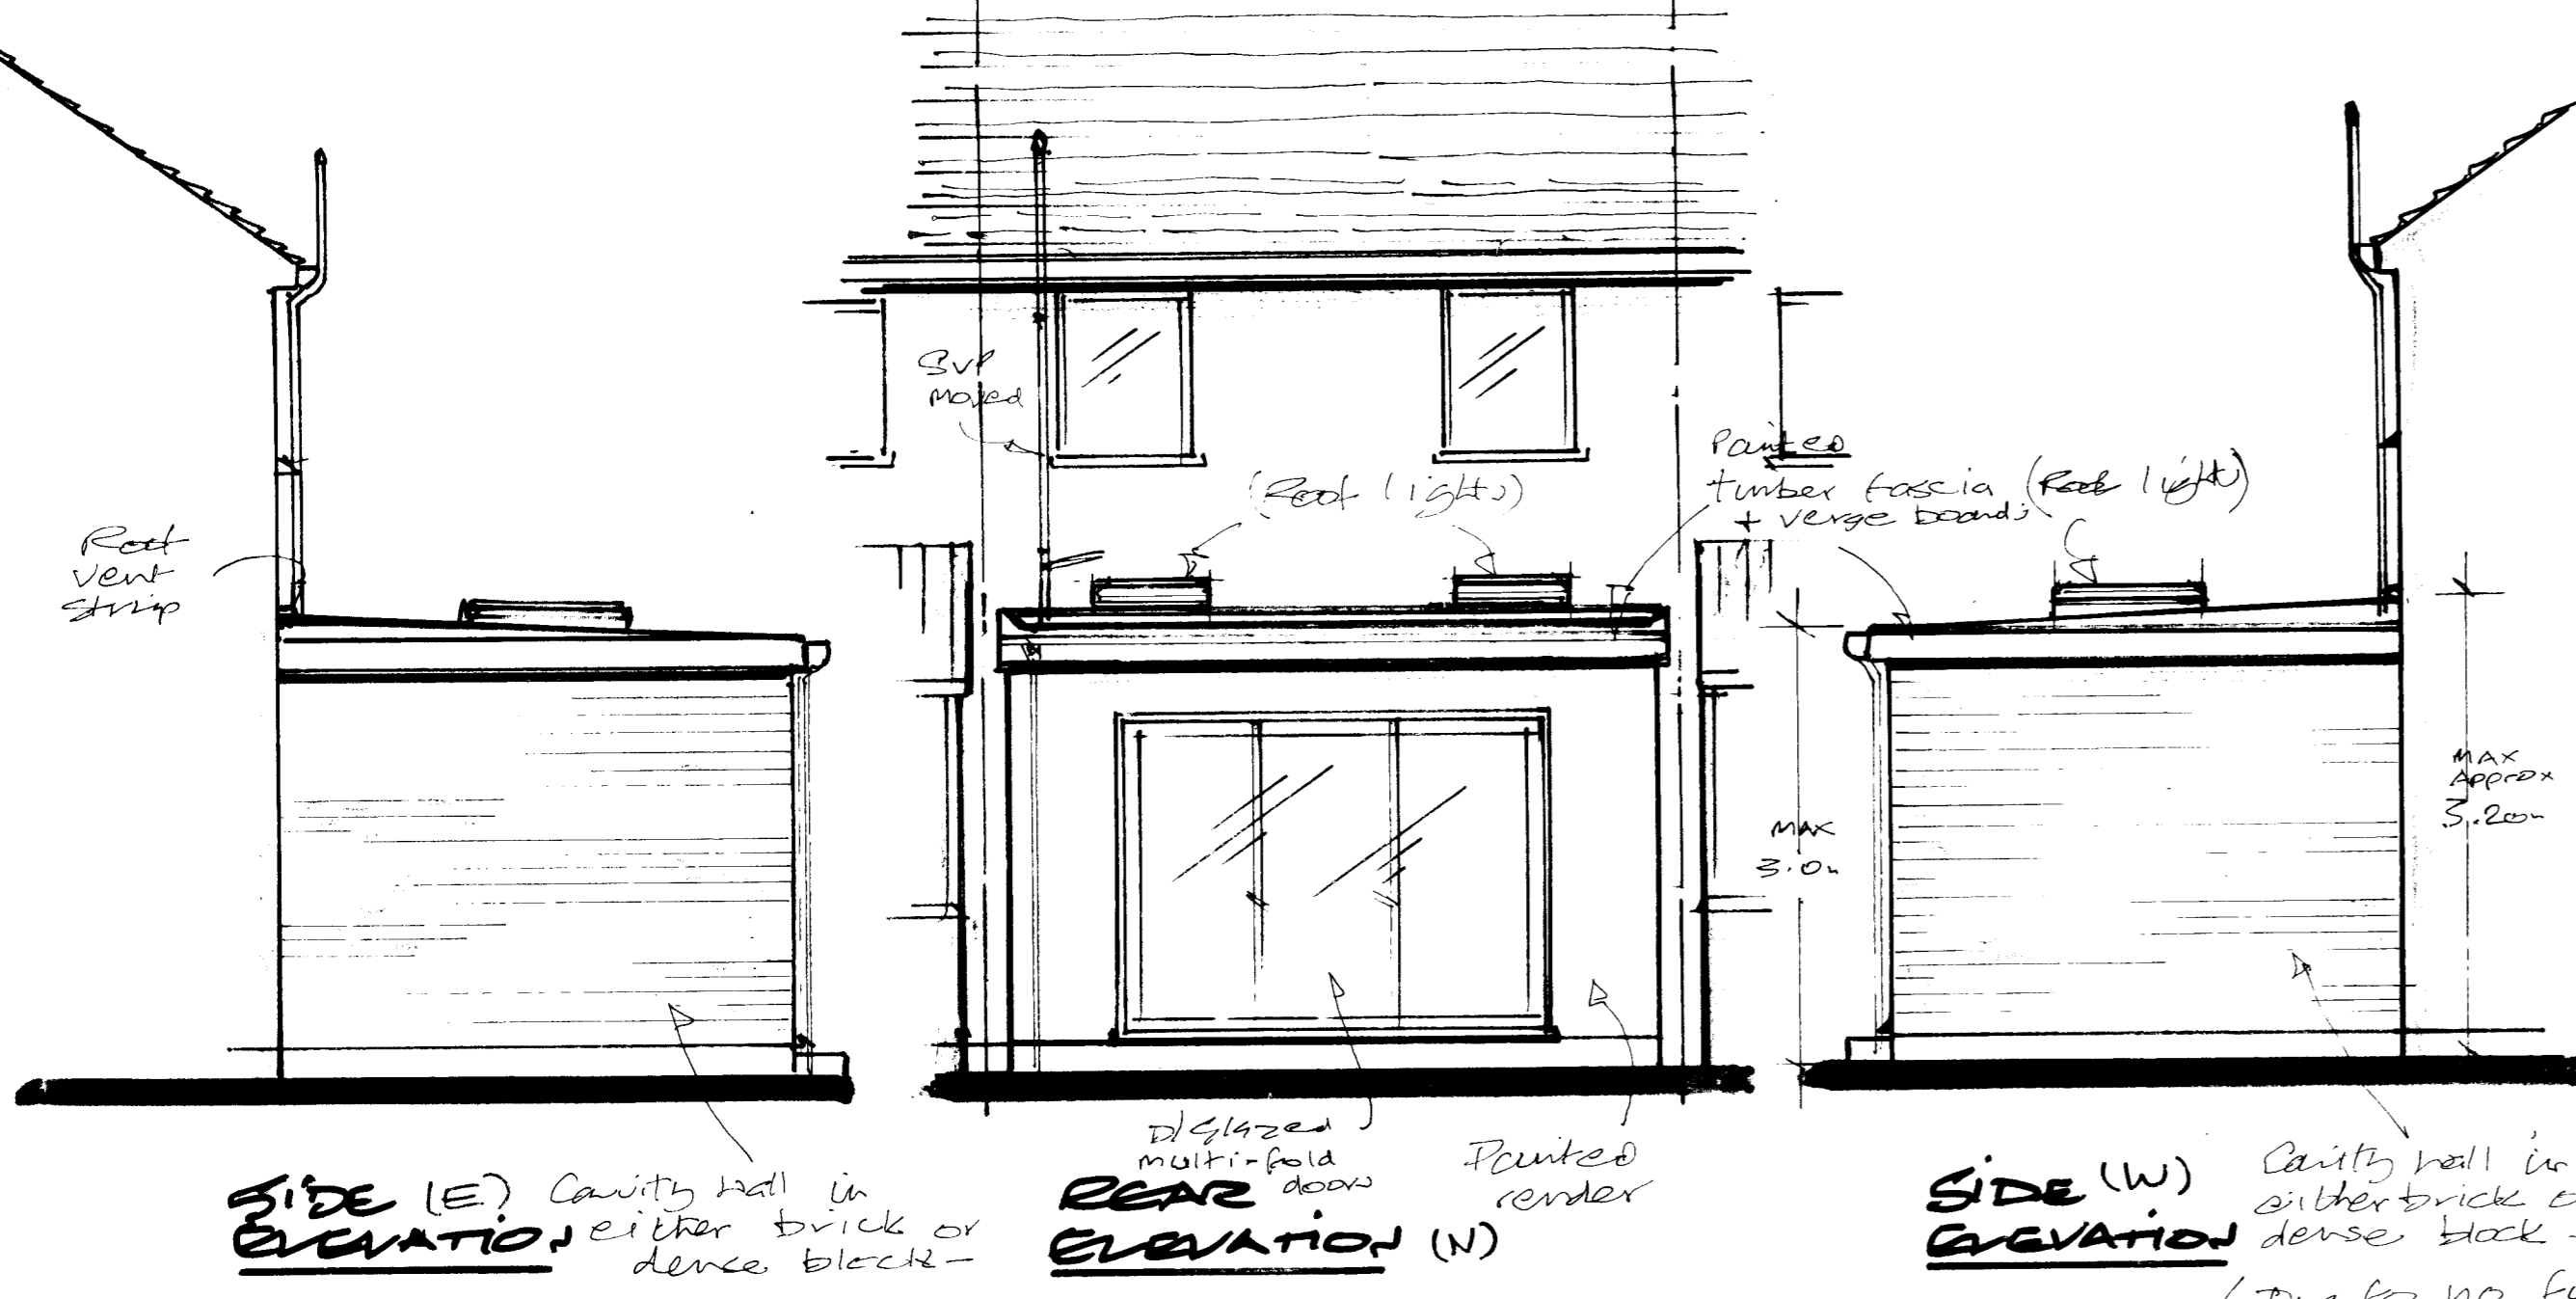 SVP
moved
Painted
timber fascia
+ verge boards
(Roof lights)
(Roof light)
Roof
vent
strip
MAX
Approx
3.20m
MAX
3.0m
D/Glazed
multi-fold
door
Painted
render
SIDE (E)
ELEVATION
Cavity wall in
either brick or
dense block-
REAR
ELEVATION (N)
SIDE (W)
ELEVATION
Cavity wall in
either brick
dense block